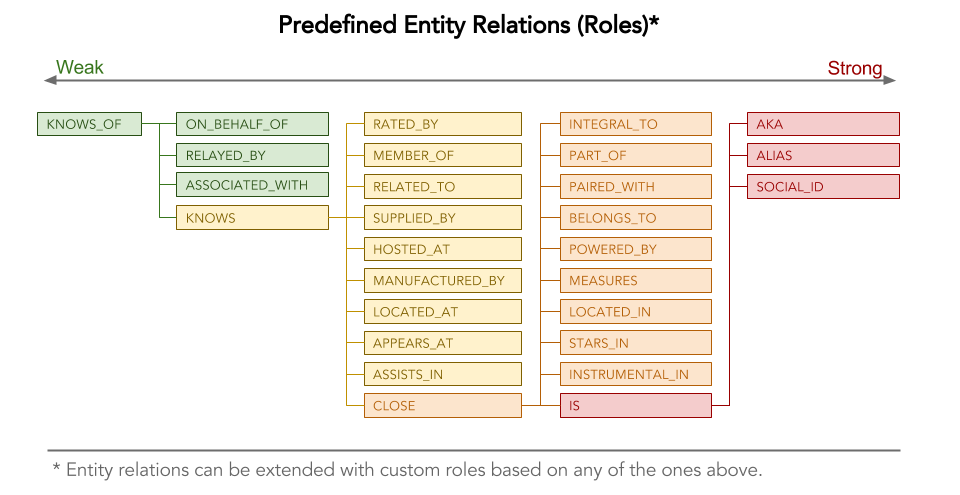 Predefined Entity Relations (Roles)*
Weak
Strong
KNOWS_OF
ON_BEHALF_OF
RELAYED_BY
ASSOCIATED_WITH
KNOWS
RATED_BY
MEMBER_OF
RELATED_TO
SUPPLIED_BY
HOSTED_AT
MANUFACTURED_BY
LOCATED_AT
APPEARS_AT
ASSISTS_IN
CLOSE
INTEGRAL_TO
PART_OF
PAIRED_WITH
BELONGS_TO
POWERED_BY
MEASURES
LOCATED_IN
STARS_IN
INSTRUMENTAL_IN
IS
AKA
ALIAS
SOCIAL_ID
* Entity relations can be extended with custom roles based on any of the ones above.